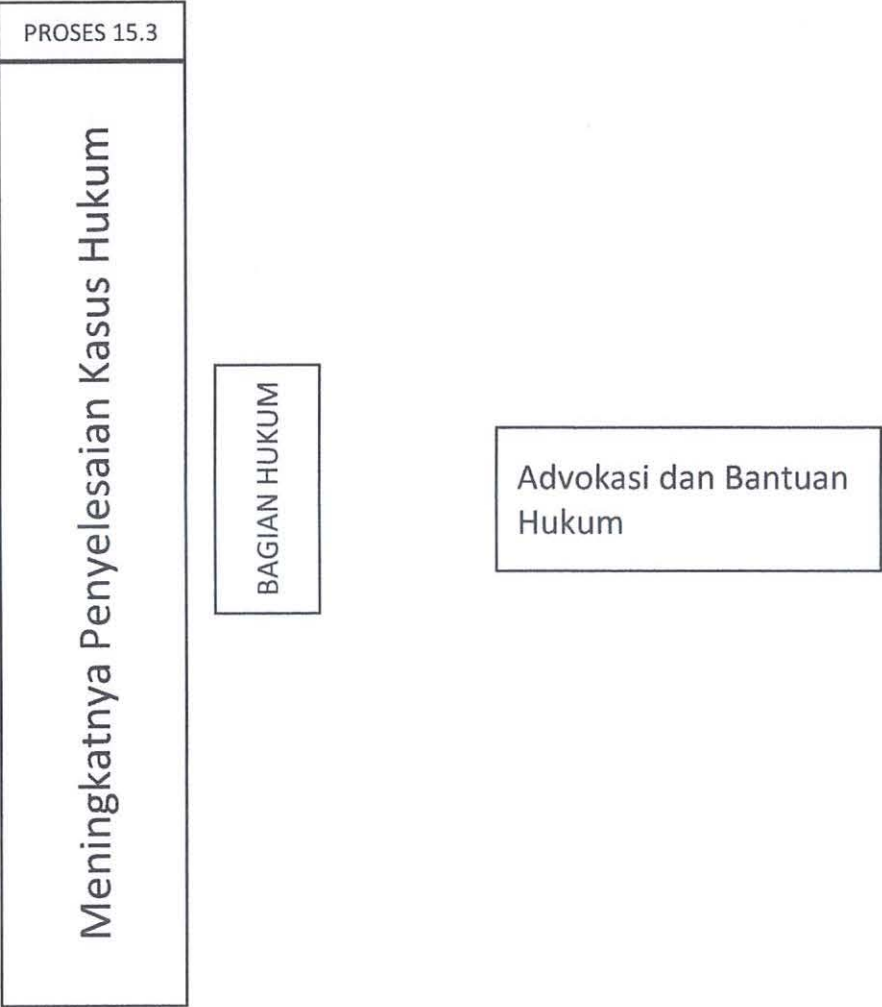 PROSES 15.3
Meningkatnya Penyelesaian Kasus Hukum
BAGIAN HUKUM
Advokasi dan Bantuan
Hukum